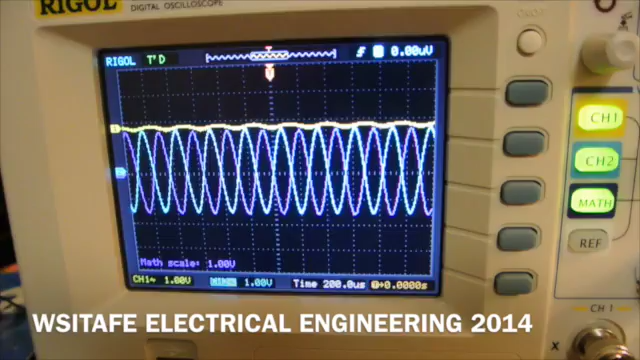 RIGOL
DIGITAL OSCILLOSCOPE
RIGOL T'D 0.00uV
CH1
CH2
MATH
REF
Math scale: 1.00V
CH1~ 1.00V 1.00V Time 200.0us 0.0000s
CH 1
X
WSITAFE ELECTRICAL ENGINEERING 2014